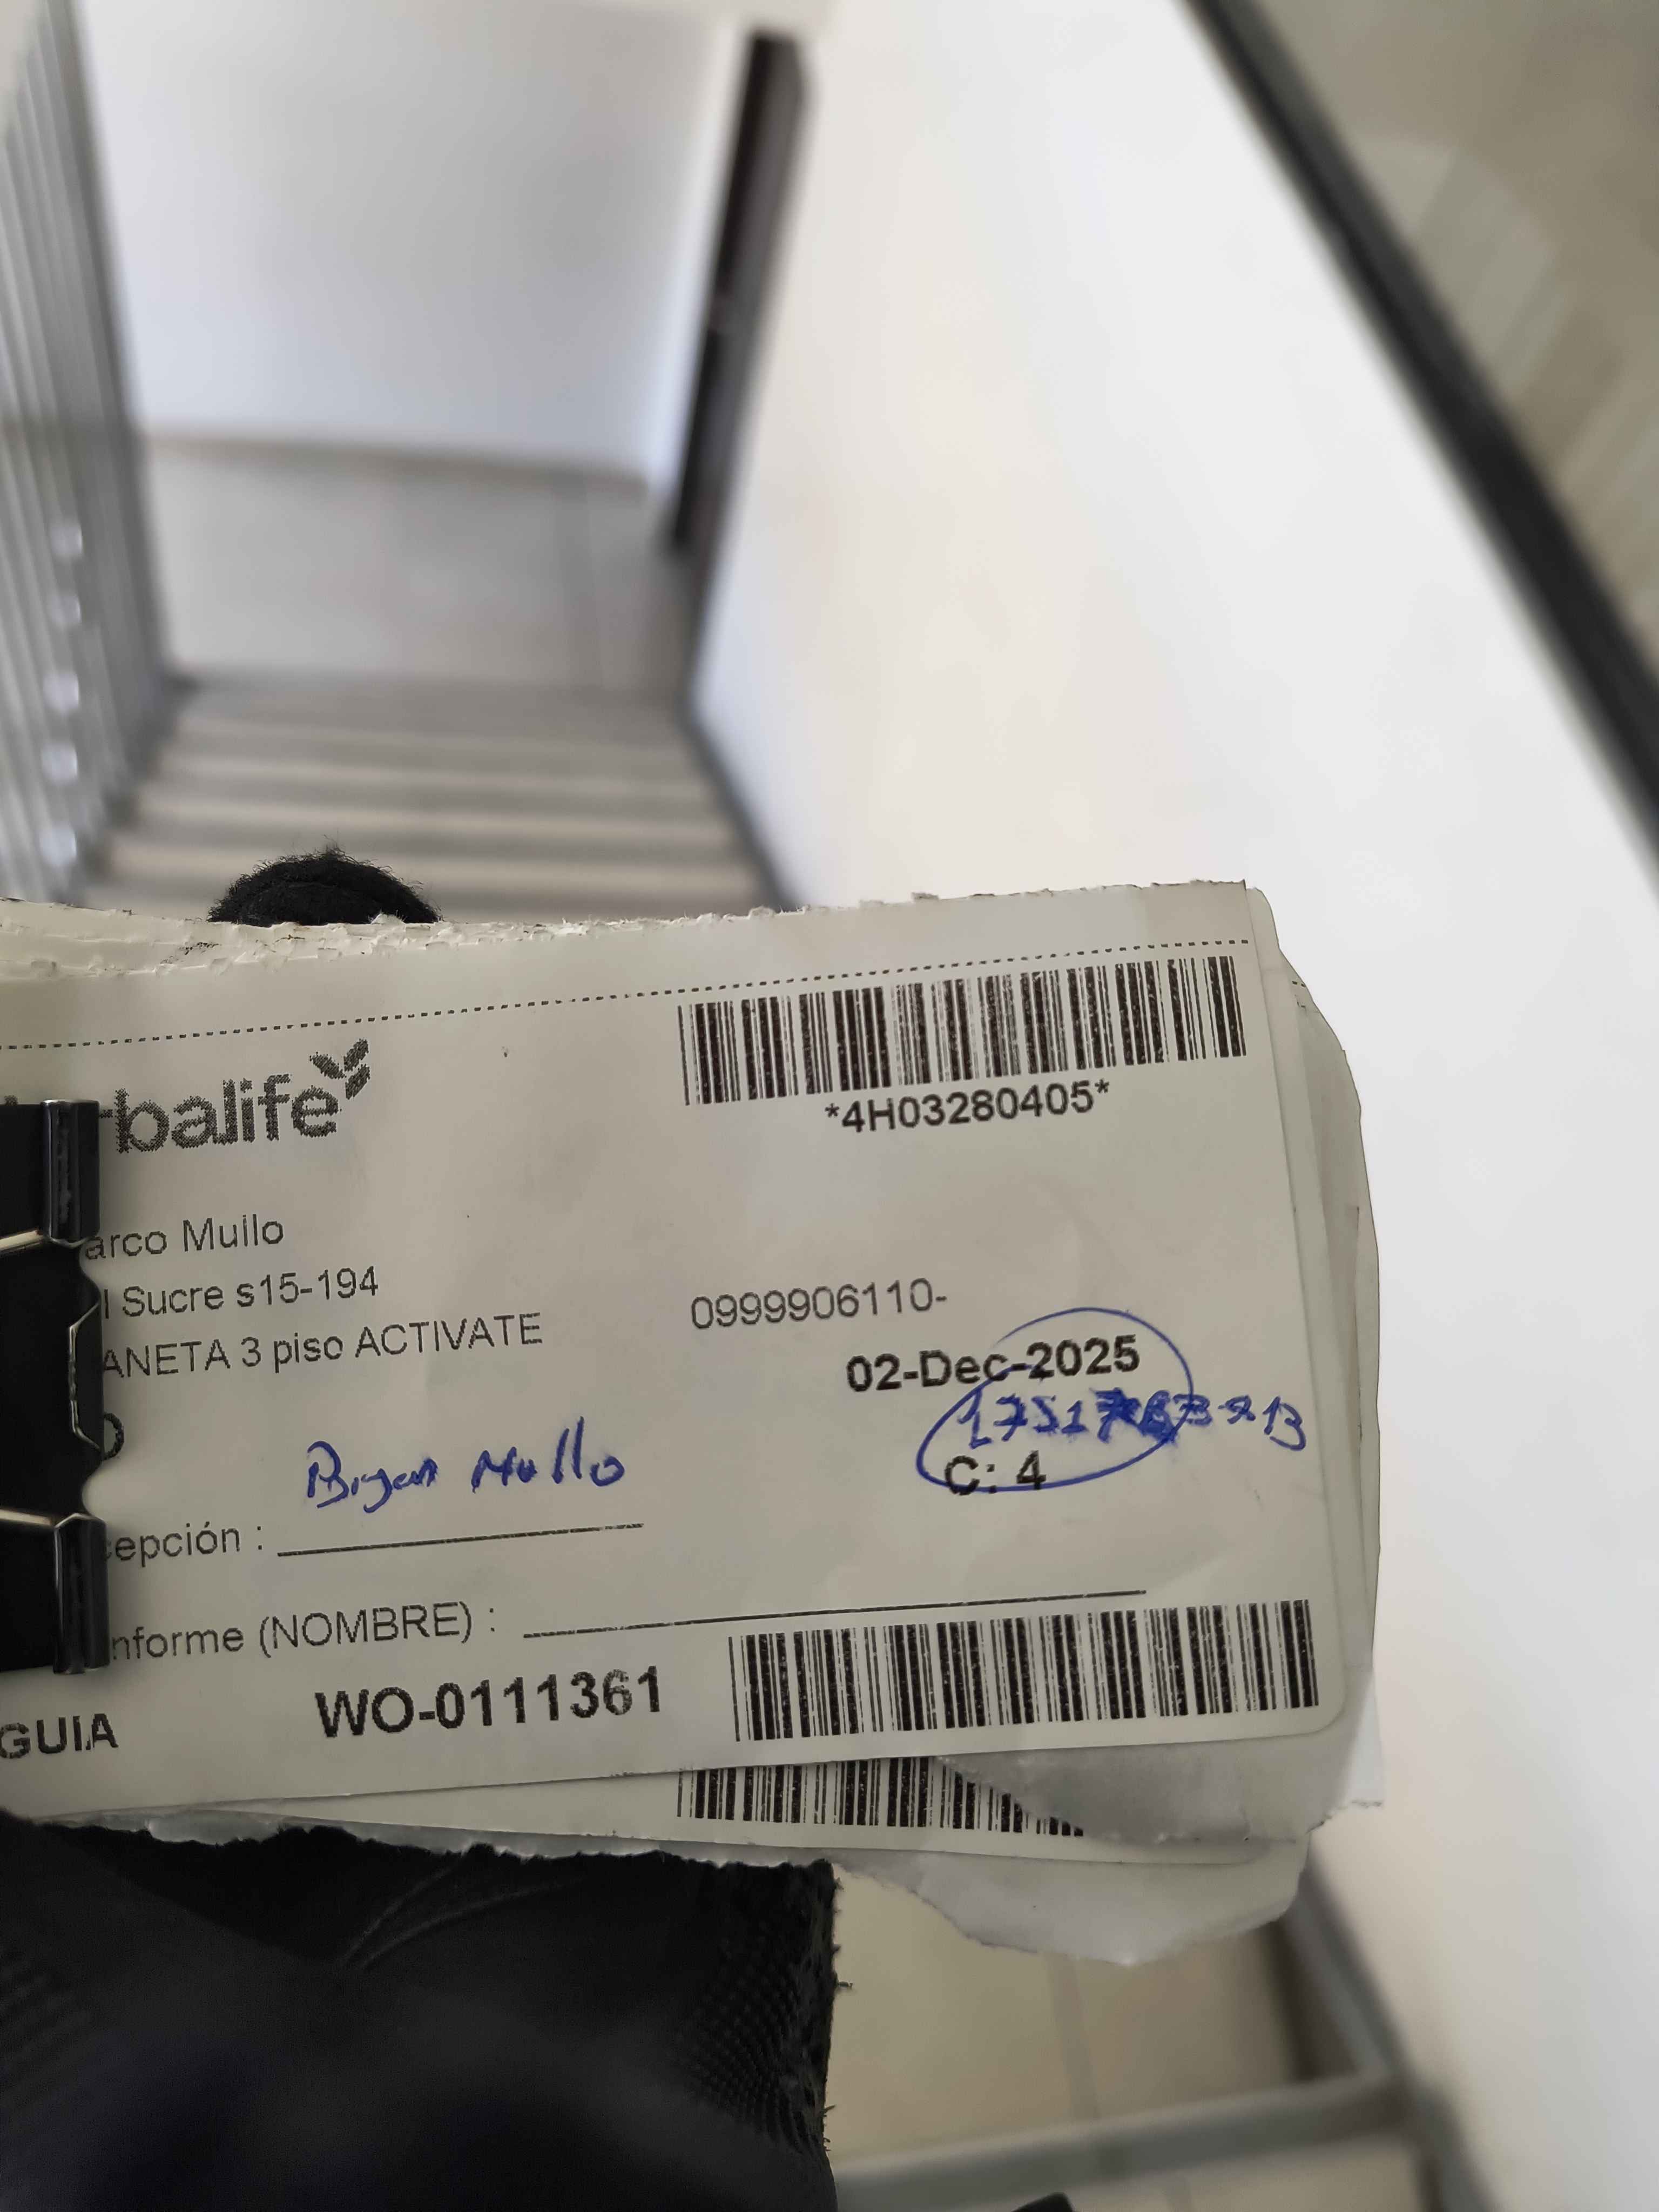 rbalife
*4H03280405*
arco Mullo
l Sucre s15-194
0999906110-
ANETA 3 piso ACTIVATE
02-Dec-2025
C: 4
Bryan Mullo
cepción :
nforme (NOMBRE) :
GUIA WO-0111361